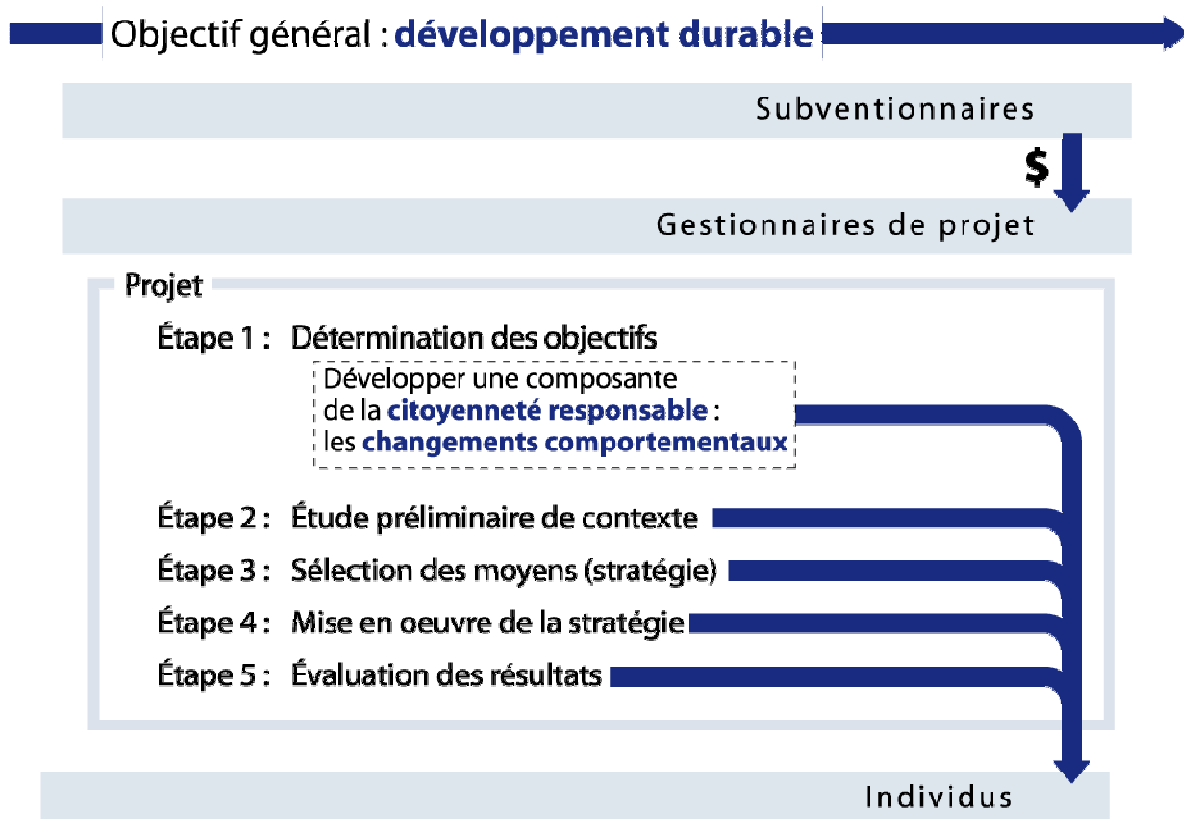 Objectif général : développement durable
Subventionnaires
$
Gestionnaires de projet
Projet
Étape 1 : Détermination des objectifs
Développer une composante
de la citoyenneté responsable :
les changements comportementaux
Étape 2 : Étude préliminaire de contexte
Étape 3 : Sélection des moyens (stratégie)
Étape 4 : Mise en oeuvre de la stratégie
Étape 5 : Évaluation des résultats
Individus